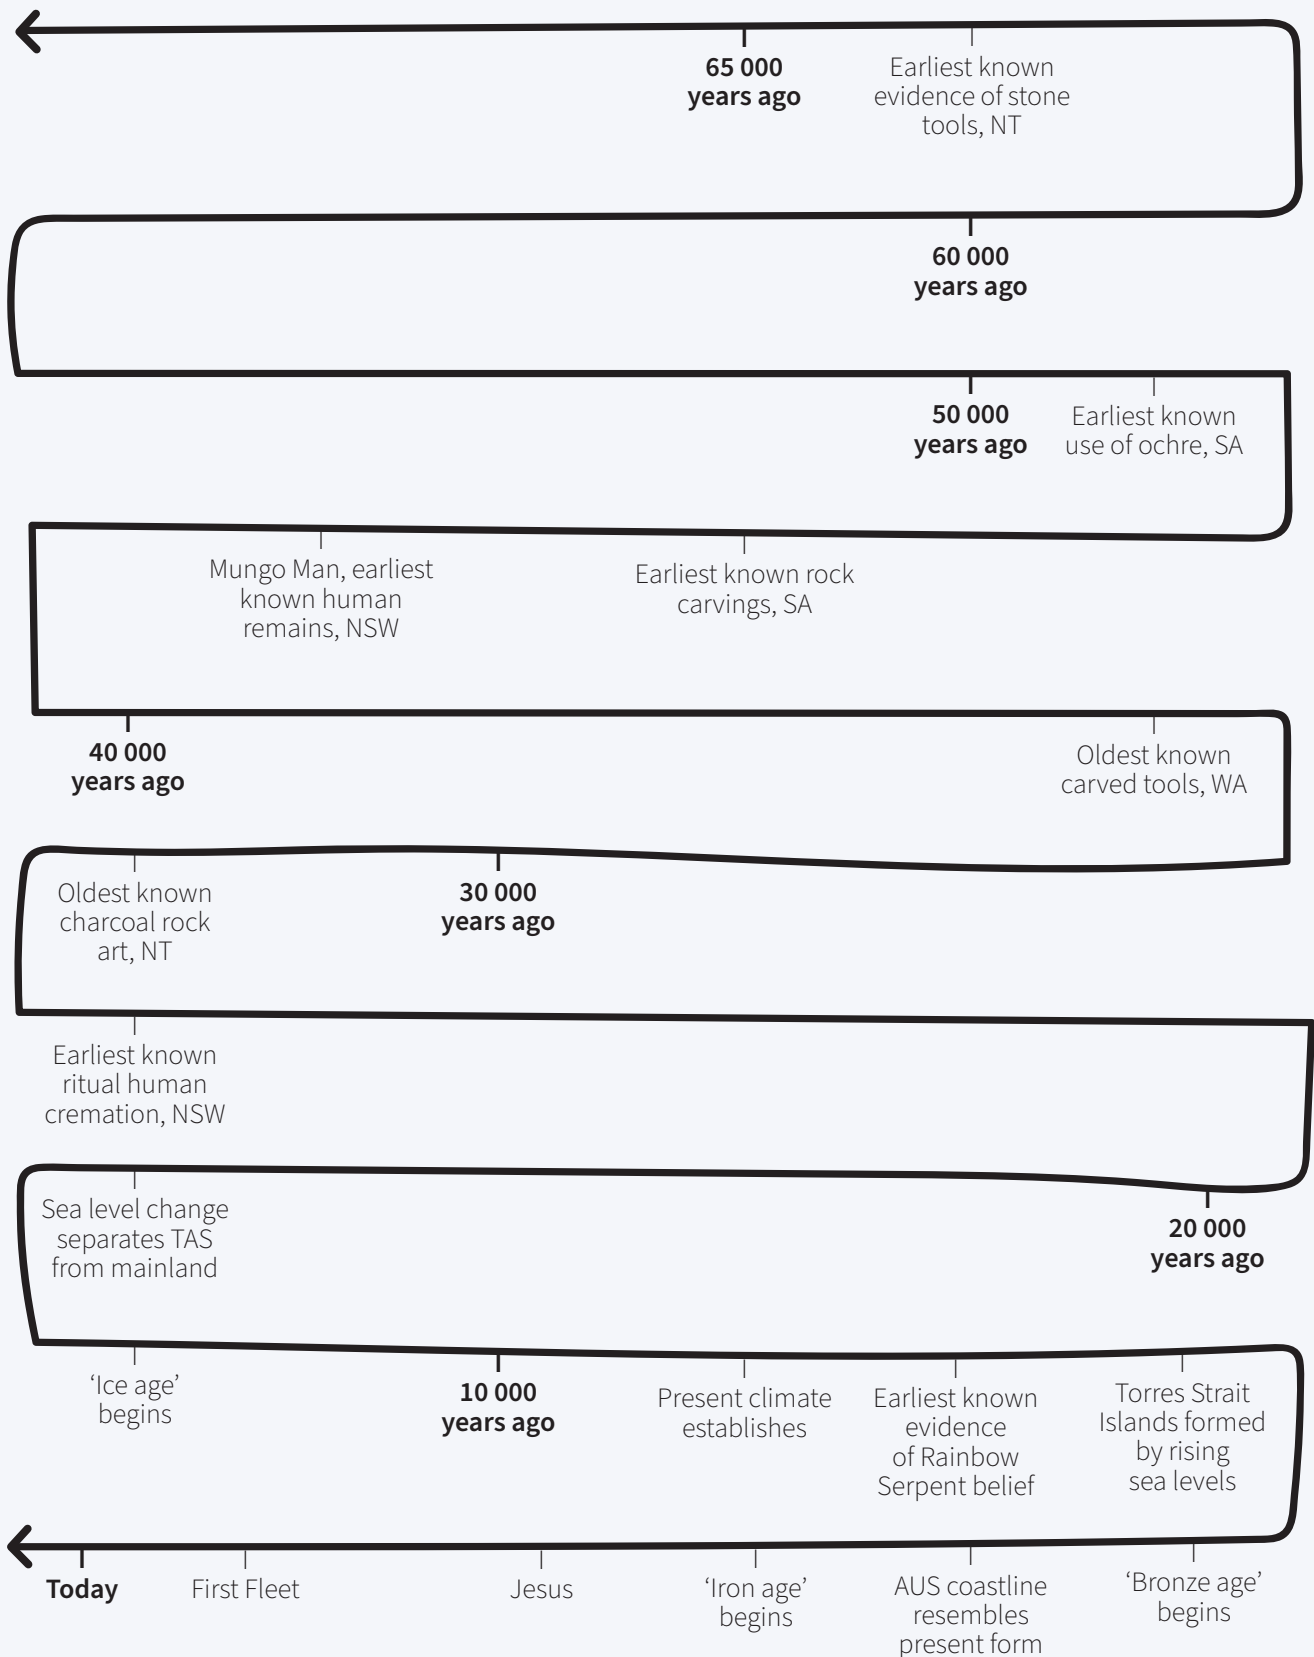 65 000
years ago
Earliest known
evidence of stone
tools, NT
60 000
years ago
50 000
years ago
Earliest known
use of ochre, SA
Mungo Man, earliest
known human
remains, NSW
Earliest known rock
carvings, SA
40 000
years ago
Oldest known
carved tools, WA
Oldest known
charcoal rock
art, NT
30 000
years ago
Earliest known
ritual human
cremation, NSW
Sea level change
separates TAS
from mainland
20 000
years ago
‘Ice age’
begins
10 000
years ago
Present climate
establishes
Earliest known
evidence
of Rainbow
Serpent belief
Torres Strait
Islands formed
by rising
sea levels
Today
First Fleet
Jesus
‘Iron age’
begins
AUS coastline
resembles
present form
‘Bronze age’
begins